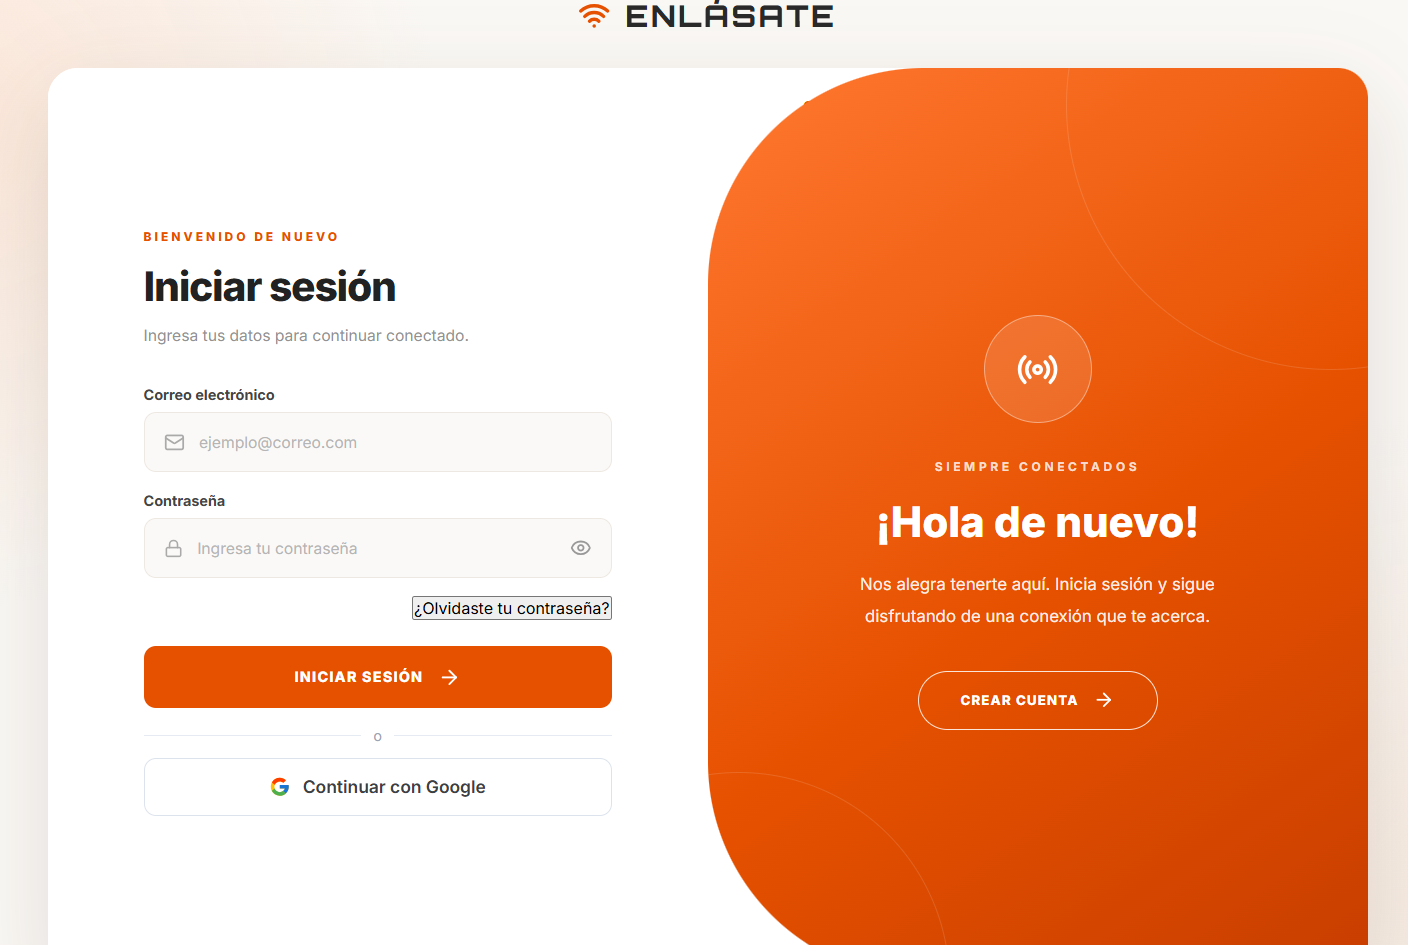 ENLÁSATE
BIENVENIDO DE NUEVO
Iniciar sesión
Ingresa tus datos para continuar conectado.
Correo electrónico
ejemplo@correo.com
Contraseña
Ingresa tu contraseña
¿Olvidaste tu contraseña?
INICIAR SESIÓN
o
Continuar con Google
SIEMPRE CONECTADOS
¡Hola de nuevo!
Nos alegra tenerte aquí. Inicia sesión y sigue
disfrutando de una conexión que te acerca.
CREAR CUENTA